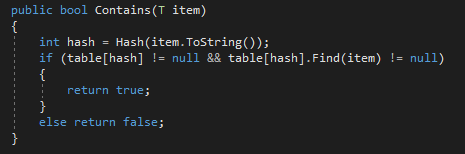 public bool Contains(T item)
{
int hash = Hash(item.ToString());
if (table[hash] != null && table[hash].Find(item) != null)
{
return true;
}
else return false;
}